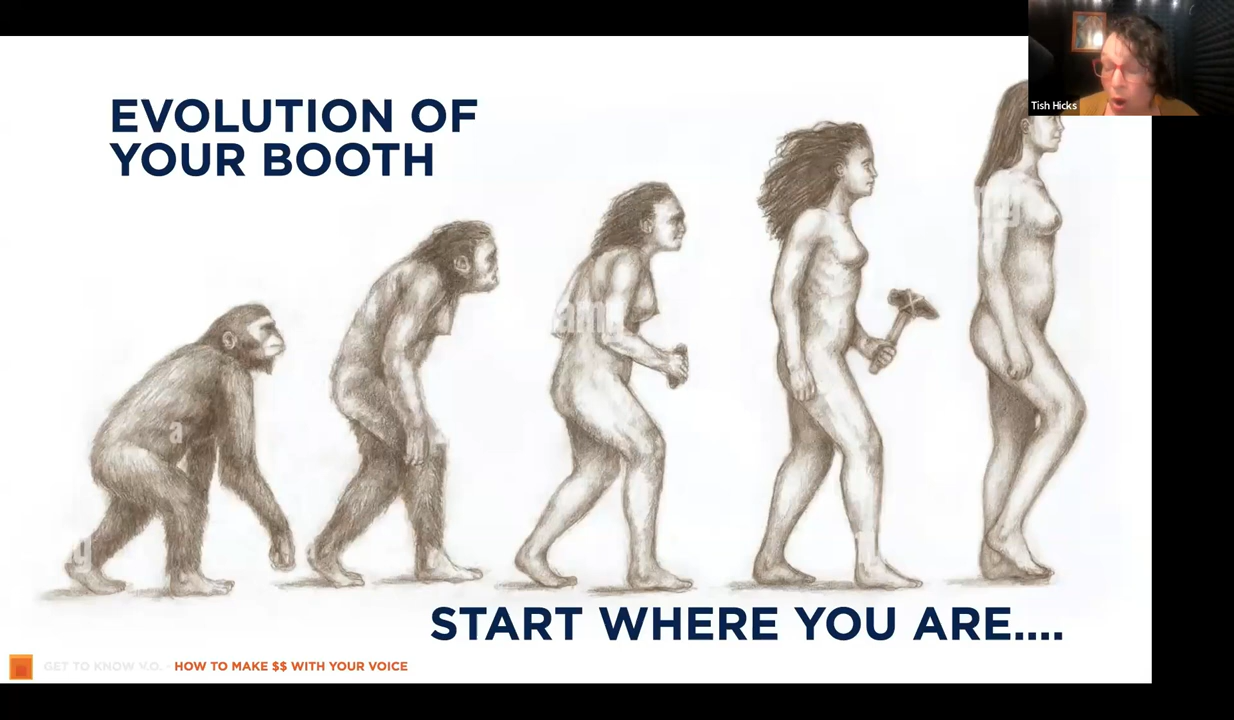 EVOLUTION OF
YOUR BOOTH
Tish Hicks
a
START WHERE YOU ARE....
GET TO KNOW V.O. - HOW TO MAKE $$ WITH YOUR VOICE